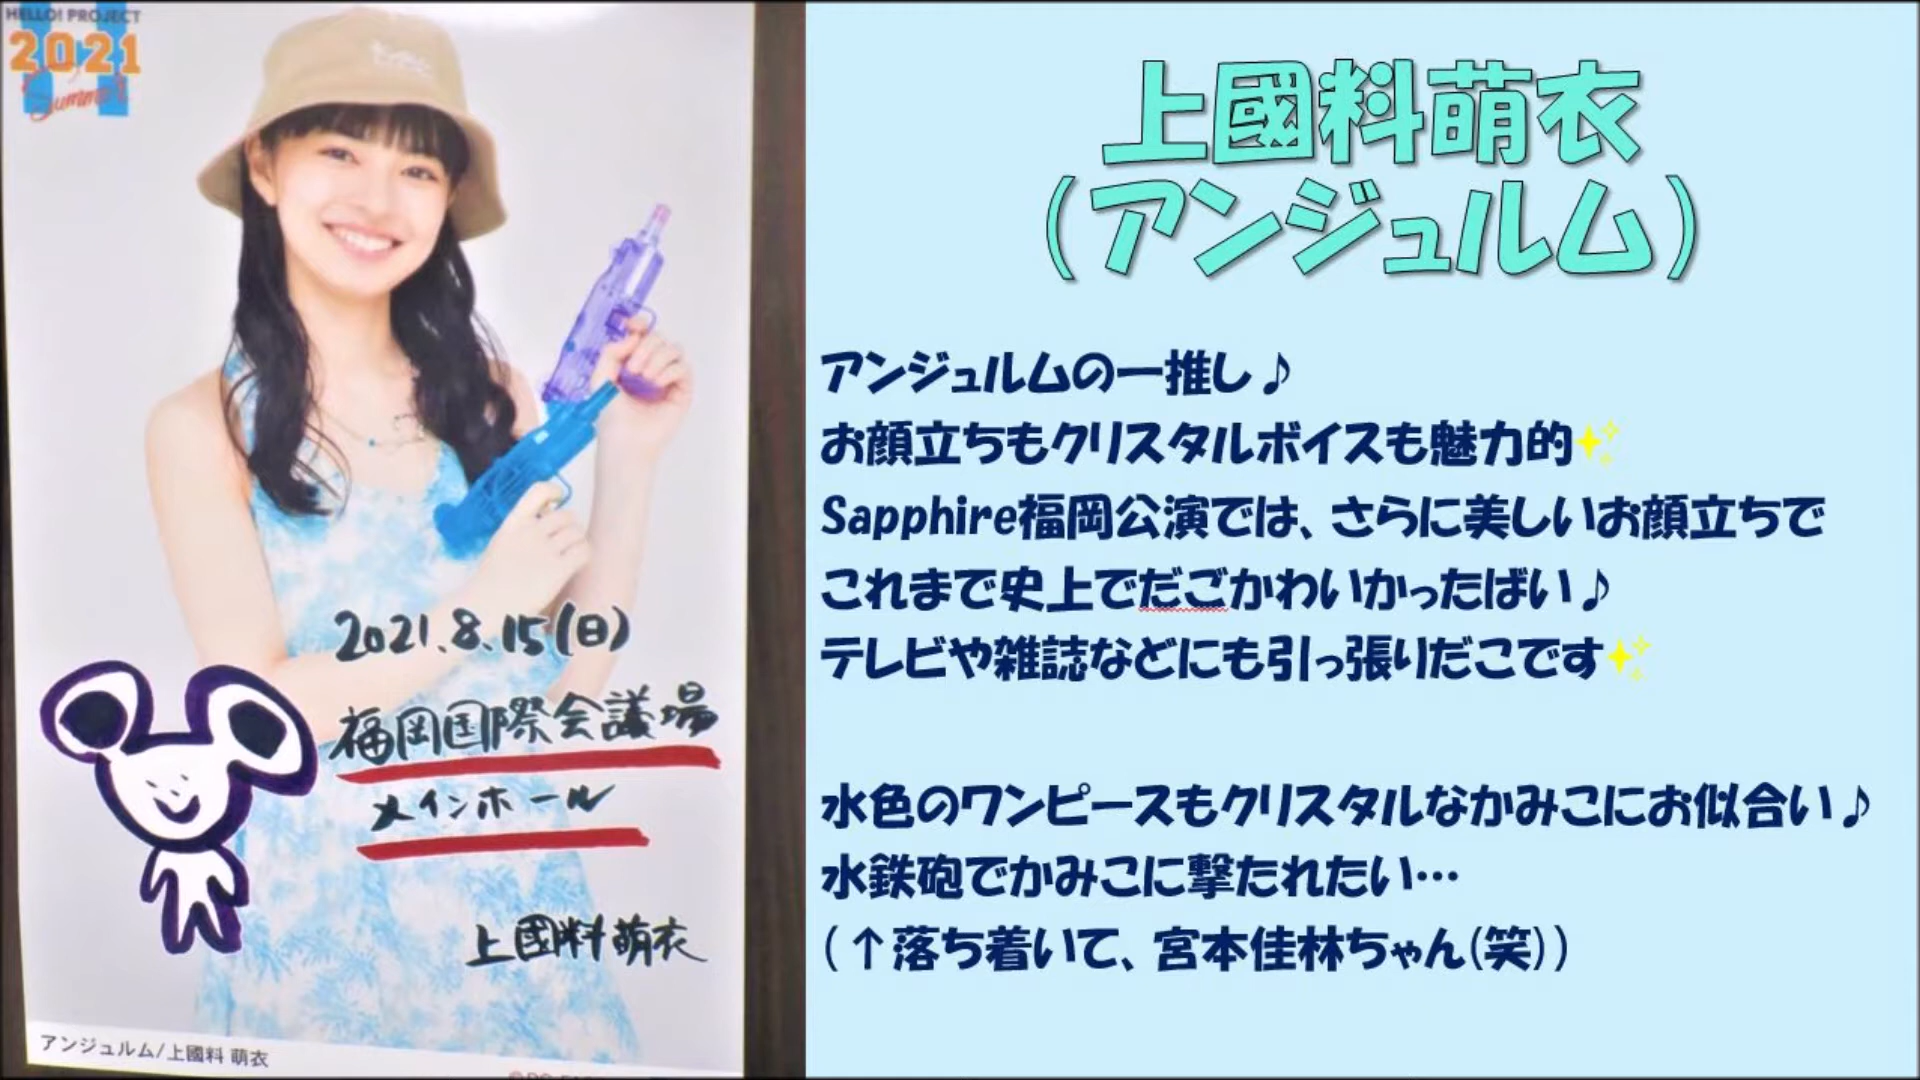 HELLO! PROJECT
2021
Summer
2021.8.15(日)
福岡国際会議場
メインホール
上國料萌衣
アンジュルム/上國料 萌衣
上國料萌衣
（アンジュルム）
アンジュルムの一推し♪
お顔立ちもクリスタルボイスも魅力的✨
Sapphire福岡公演では、さらに美しいお顔立ちで
これまで史上でだごかわいかったばい♪
テレビや雑誌などにも引っ張りだこです✨
水色のワンピースもクリスタルなかみこにお似合い♪
水鉄砲でかみこに撃たれたい…
（↑落ち着いて、宮本佳林ちゃん(笑)）